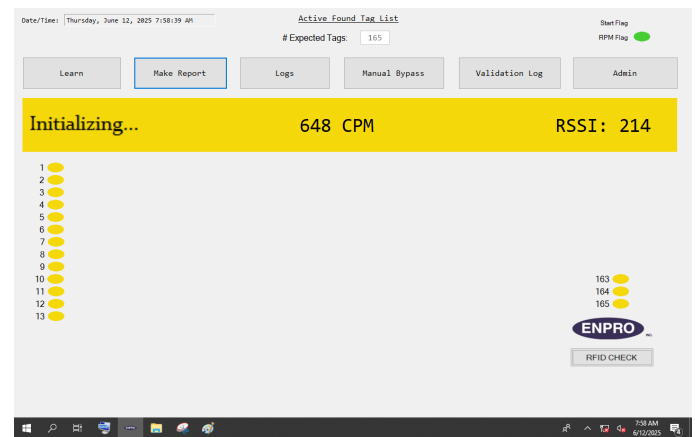 Date/Time: Thursday, June 12, 2025 7:58:39 AM
Active Found Tag List
Start Flag
# Expected Tags: 165
RPM Flag
Learn Make Report Logs Manual Bypass Validation Log Admin
Initializing... 648 CPM RSSI: 214
1
2
3
4
5
6
7
8
9
10 163
11 164
12 165
13
ENPRO INC.
RFID CHECK
7:58 AM
6/12/2025
4